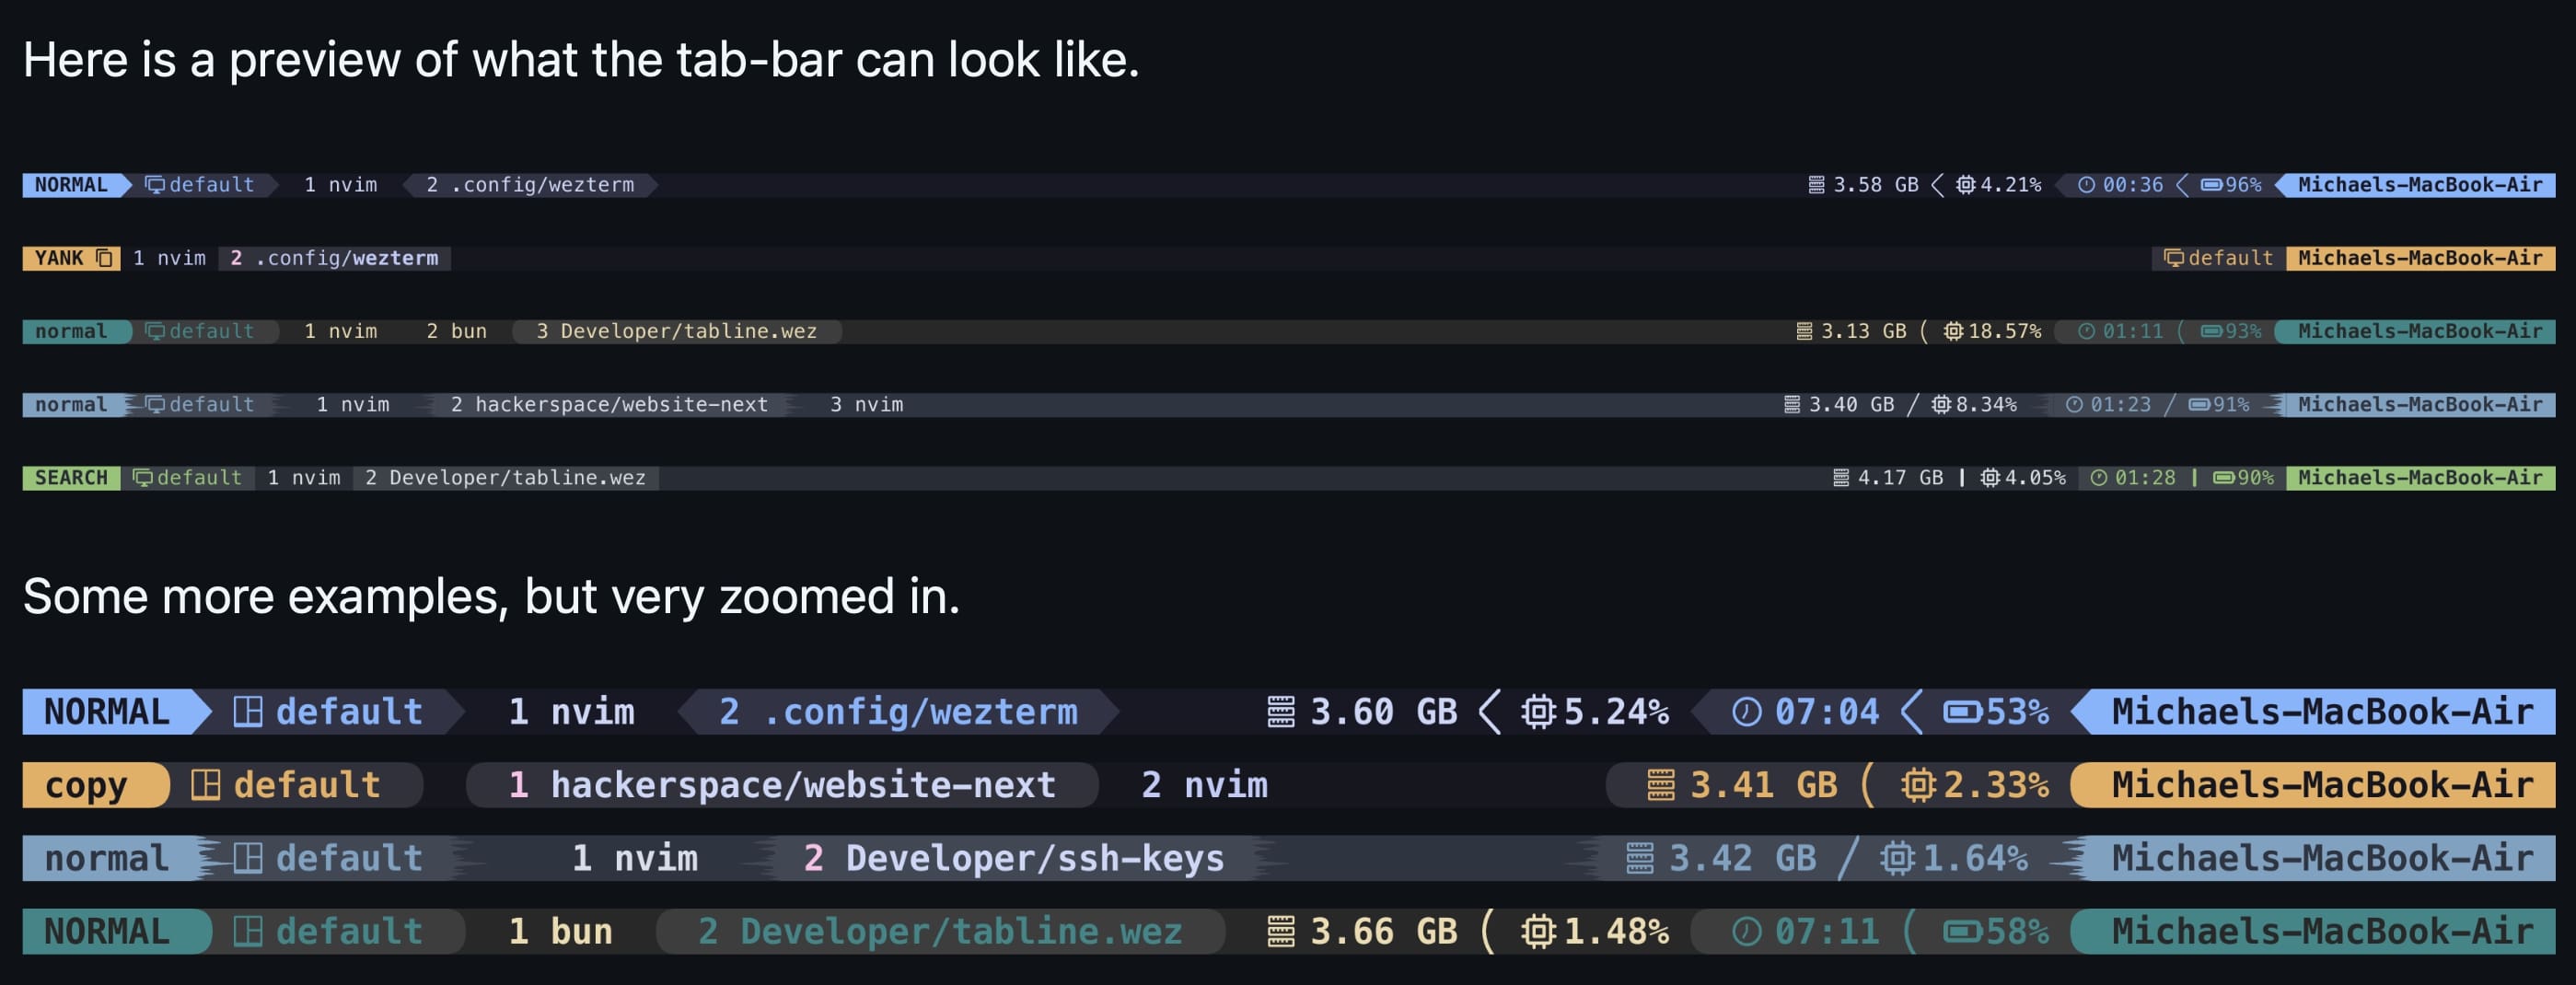 Here is a preview of what the tab-bar can look like.
NORMAL default 1 nvim 2 .config/wezterm 3.58 GB 4.21% 00:36 96% Michaels-MacBook-Air
YANK 1 nvim 2 .config/wezterm default Michaels-MacBook-Air
normal default 1 nvim 2 bun 3 Developer/tabline.wez 3.13 GB ( 18.57% 01:11 ( 93% Michaels-MacBook-Air
normal default 1 nvim 2 hackerspace/website-next 3 nvim 3.40 GB / 8.34% 01:23 / 91% Michaels-MacBook-Air
SEARCH default 1 nvim 2 Developer/tabline.wez 4.17 GB | 4.05% 01:28 | 90% Michaels-MacBook-Air
Some more examples, but very zoomed in.
NORMAL default 1 nvim 2 .config/wezterm 3.60 GB 5.24% 07:04 53% Michaels-MacBook-Air
copy default 1 hackerspace/website-next 2 nvim 3.41 GB ( 2.33% Michaels-MacBook-Air
normal default 1 nvim 2 Developer/ssh-keys 3.42 GB / 1.64% Michaels-MacBook-Air
NORMAL default 1 bun 2 Developer/tabline.wez 3.66 GB ( 1.48% 07:11 ( 58% Michaels-MacBook-Air